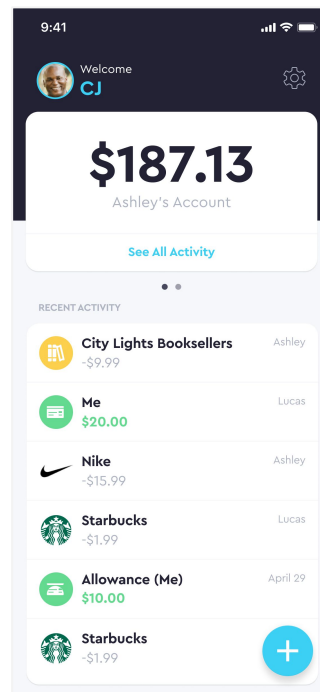 9:41
Welcome
CJ
$187.13
Ashley's Account
See All Activity
RECENT ACTIVITY
City Lights Booksellers
Ashley
-$9.99
Me
Lucas
$20.00
Nike
Ashley
-$15.99
Starbucks
Lucas
-$1.99
Allowance (Me)
April 29
$10.00
Starbucks
-$1.99